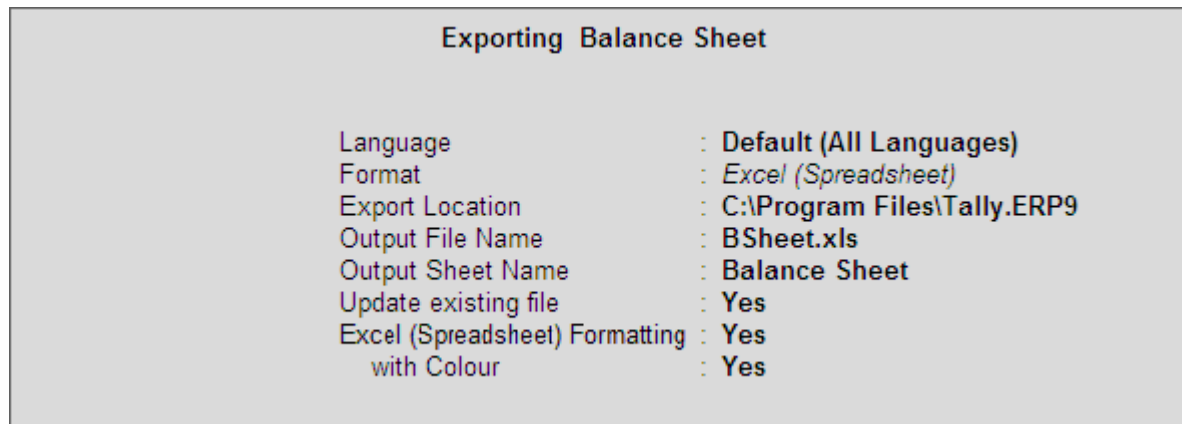 Exporting Balance Sheet
Language : Default (All Languages)
Format : Excel (Spreadsheet)
Export Location : C:\Program Files\Tally.ERP9
Output File Name : BSheet.xls
Output Sheet Name : Balance Sheet
Update existing file : Yes
Excel (Spreadsheet) Formatting : Yes
with Colour : Yes